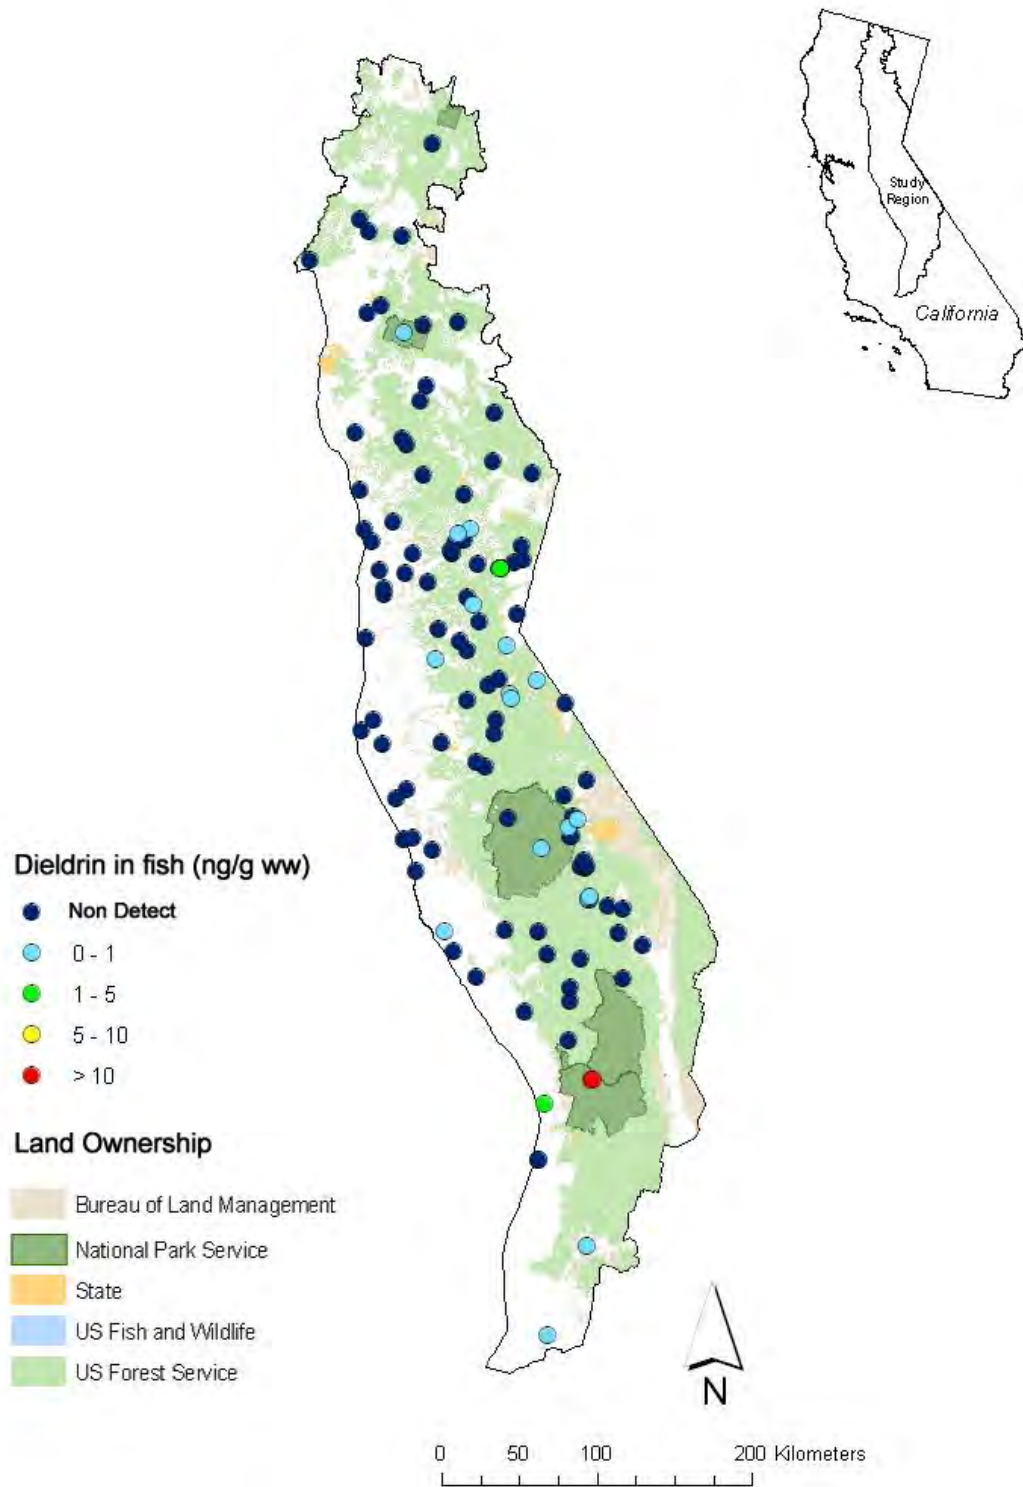 Study
Region
California
Dieldrin in fish (ng/g ww)
Non Detect
0 - 1
1 - 5
5 - 10
> 10
Land Ownership
Bureau of Land Management
National Park Service
State
US Fish and Wildlife
US Forest Service
N
0 50 100 200 Kilometers